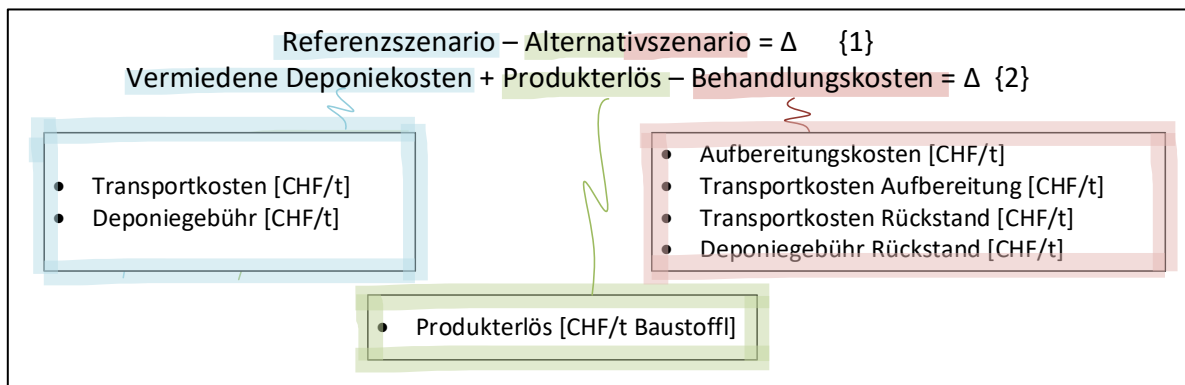 Referenzszenario – Alternativszenario = Δ {1}
Vermiedene Deponiekosten + Produkterlös – Behandlungskosten = Δ {2}
• Transportkosten [CHF/t]
• Deponiegebühr [CHF/t]
• Aufbereitungskosten [CHF/t]
• Transportkosten Aufbereitung [CHF/t]
• Transportkosten Rückstand [CHF/t]
• Deponiegebühr Rückstand [CHF/t]
• Produkterlös [CHF/t Baustoffl]